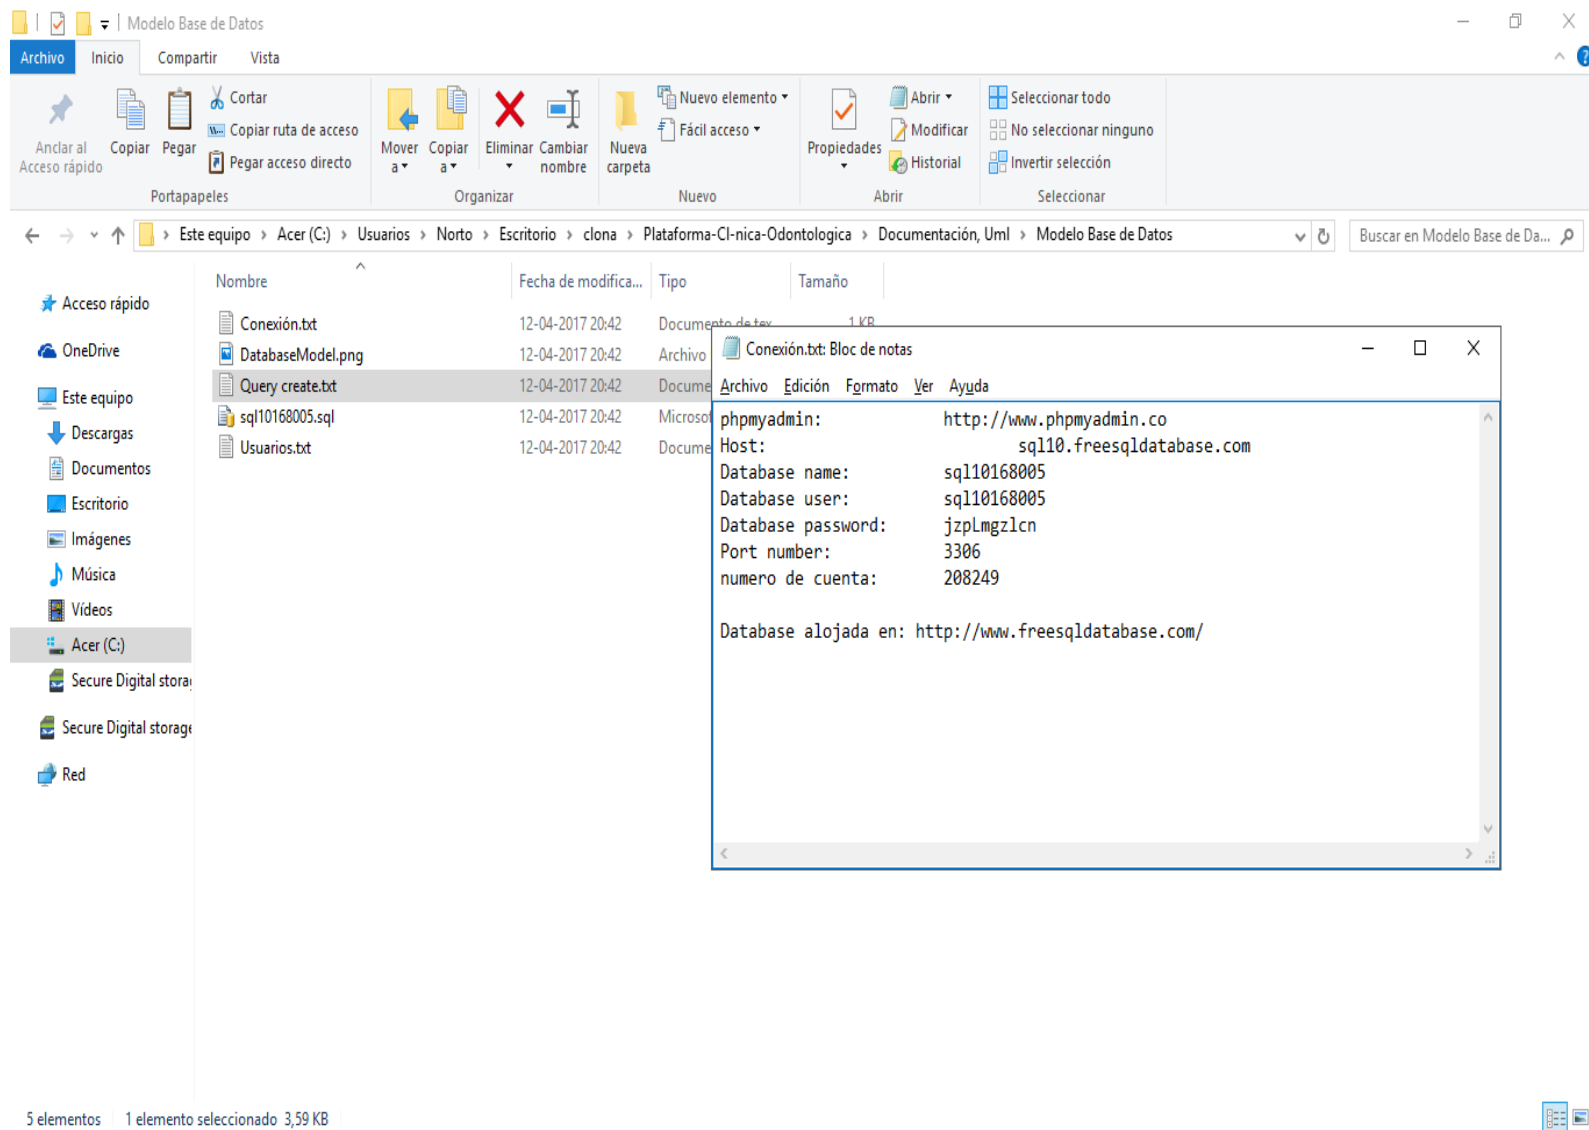 Modelo Base de Datos
Archivo Inicio Compartir Vista
Anclar al Acceso rápido
Copiar
Pegar
Cortar
Copiar ruta de acceso
Pegar acceso directo
Portapapeles
Mover a
Copiar a
Eliminar
Cambiar nombre
Organizar
Nueva carpeta
Nuevo elemento
Fácil acceso
Nuevo
Propiedades
Abrir
Modificar
Historial
Abrir
Seleccionar todo
No seleccionar ninguno
Invertir selección
Seleccionar
Este equipo > Acer (C:) > Usuarios > Norto > Escritorio > clona > Plataforma-Cl-nica-Odontologica > Documentación, Uml > Modelo Base de Datos
Buscar en Modelo Base de Da...
Acceso rápido
OneDrive
Este equipo
Descargas
Documentos
Escritorio
Imágenes
Música
Vídeos
Acer (C:)
Secure Digital stora
Secure Digital storage
Red
Nombre Fecha de modifica... Tipo Tamaño
Conexión.txt 12-04-2017 20:42 Documento de tex 1 KB
DatabaseModel.png 12-04-2017 20:42 Archivo
Query create.txt 12-04-2017 20:42 Docume
sql10168005.sql 12-04-2017 20:42 Microsof
Usuarios.txt 12-04-2017 20:42 Docume
Conexión.txt: Bloc de notas
Archivo Edición Formato Ver Ayuda
phpmyadmin: http://www.phpmyadmin.co
Host: sql10.freesqldatabase.com
Database name: sql10168005
Database user: sql10168005
Database password: jzpLmgzlcn
Port number: 3306
numero de cuenta: 208249
Database alojada en: http://www.freesqldatabase.com/
5 elementos 1 elemento seleccionado 3,59 KB